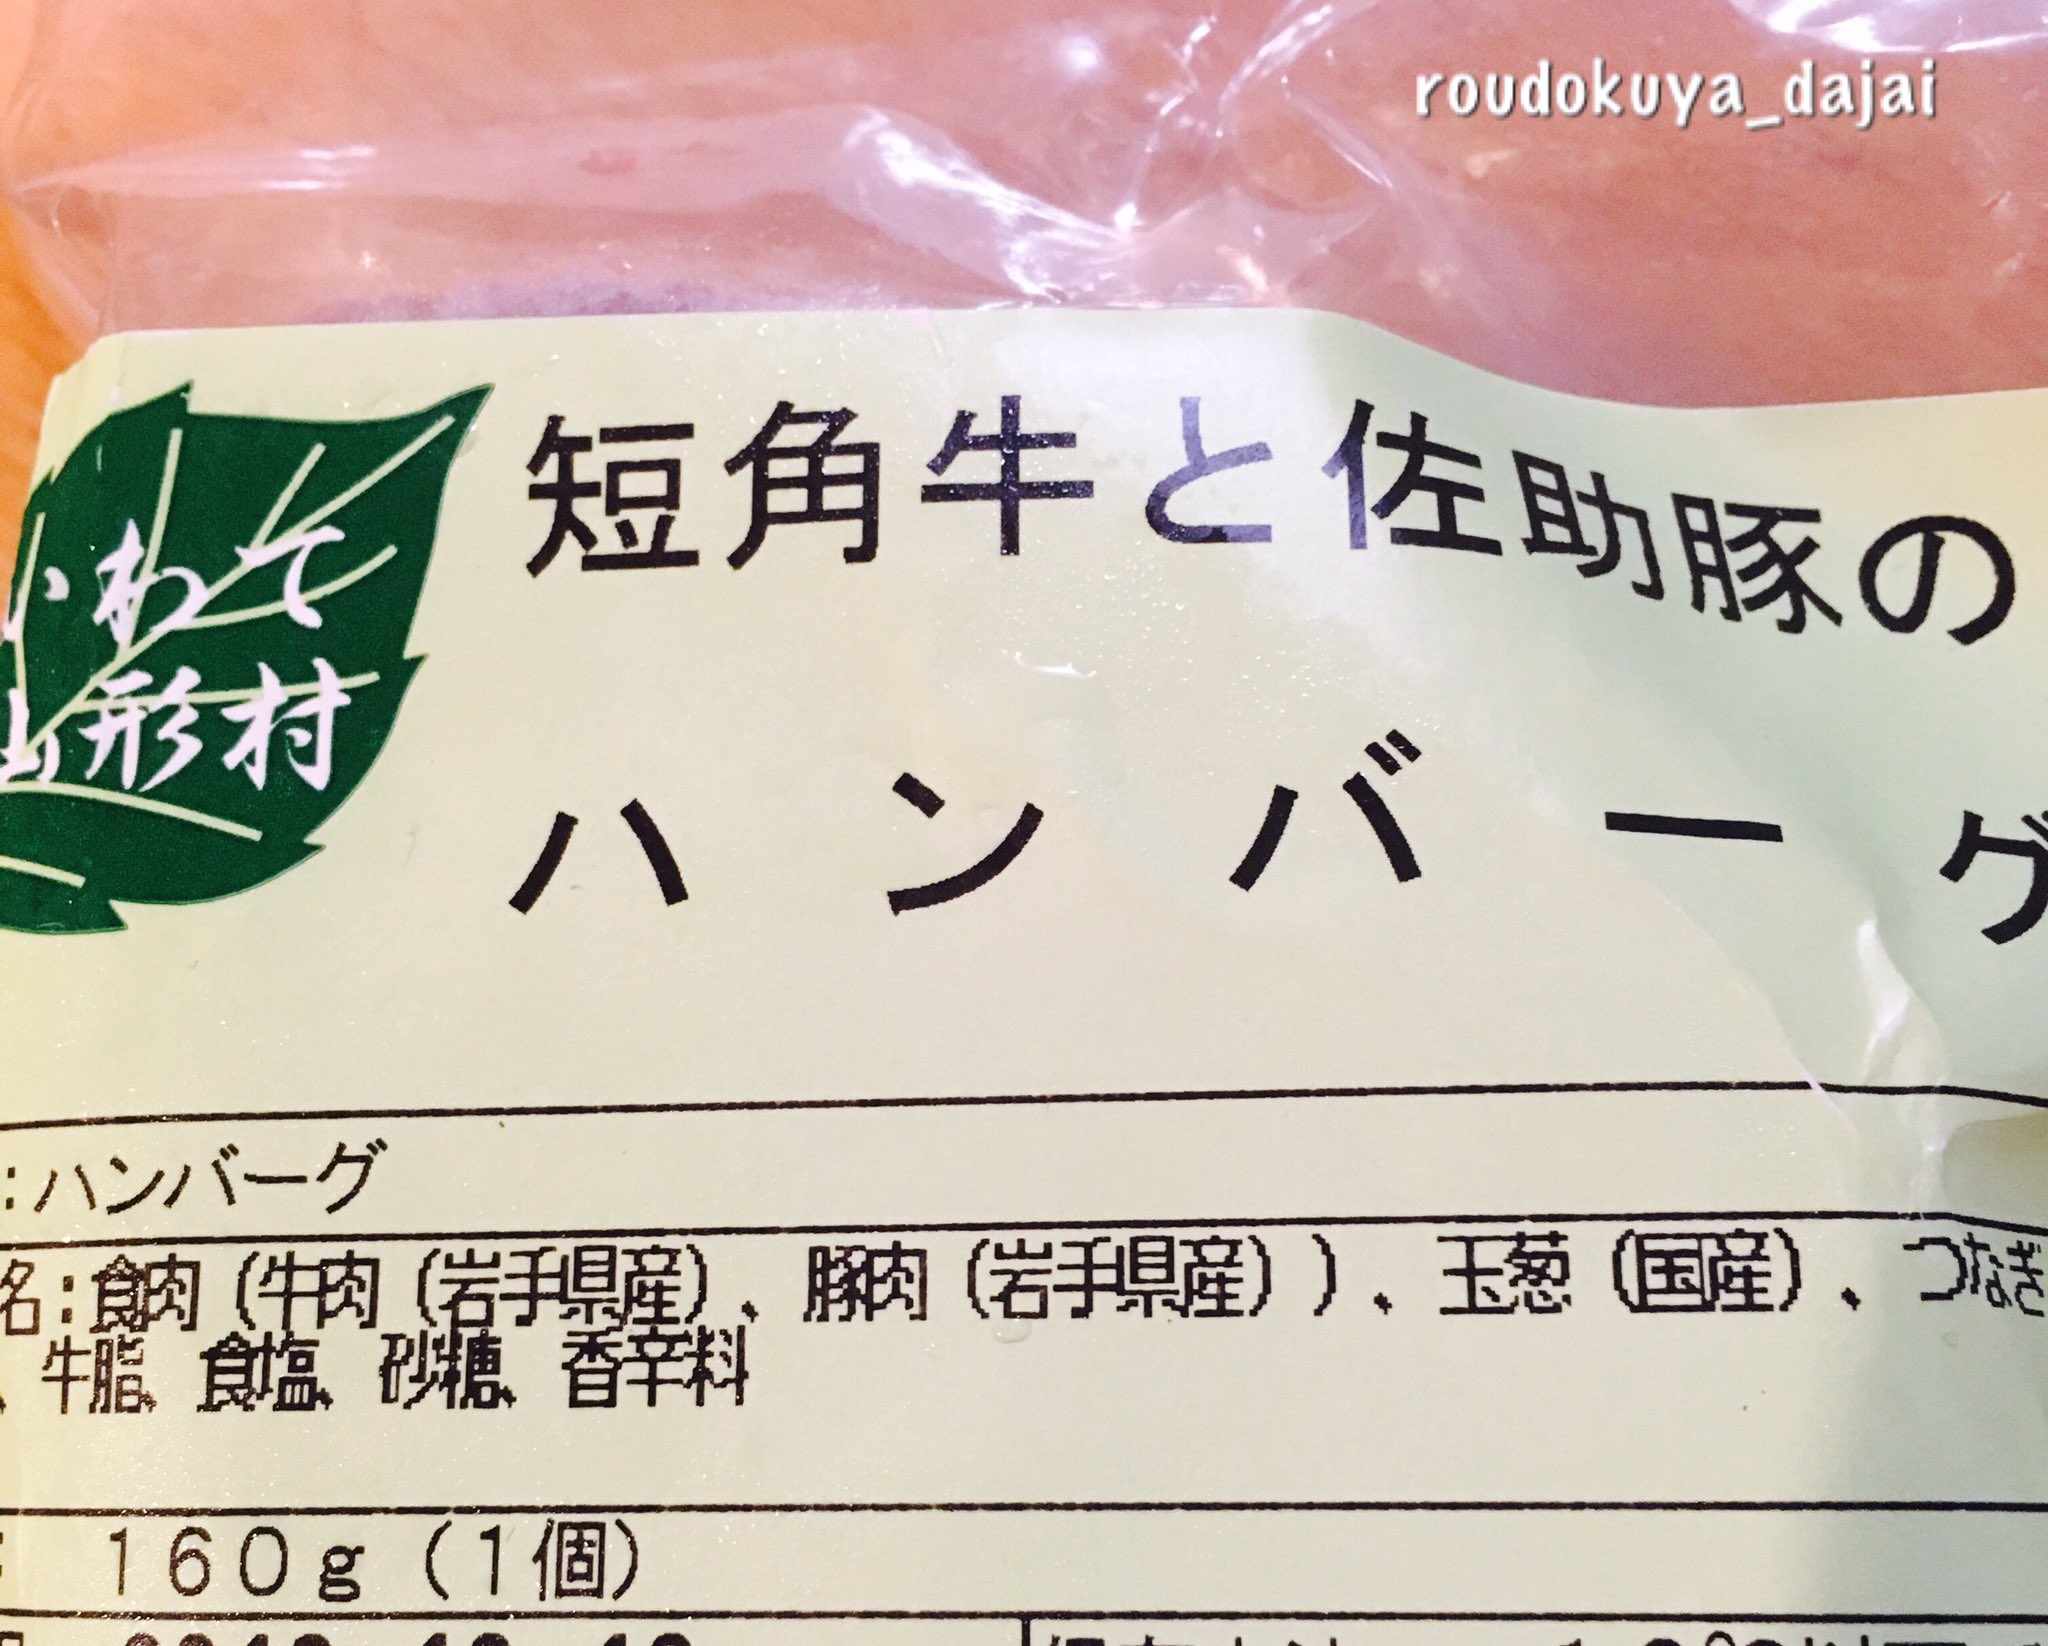 roudokuya_dajai
短角牛と佐助豚の
いわて
山形村
ハンバーグ
:ハンバーグ
名:食肉(牛肉(岩手県産)、豚肉(岩手県産))、玉葱(国産)、つなぎ
、牛脂、食塩、砂糖、香辛料
: 160g(1個)